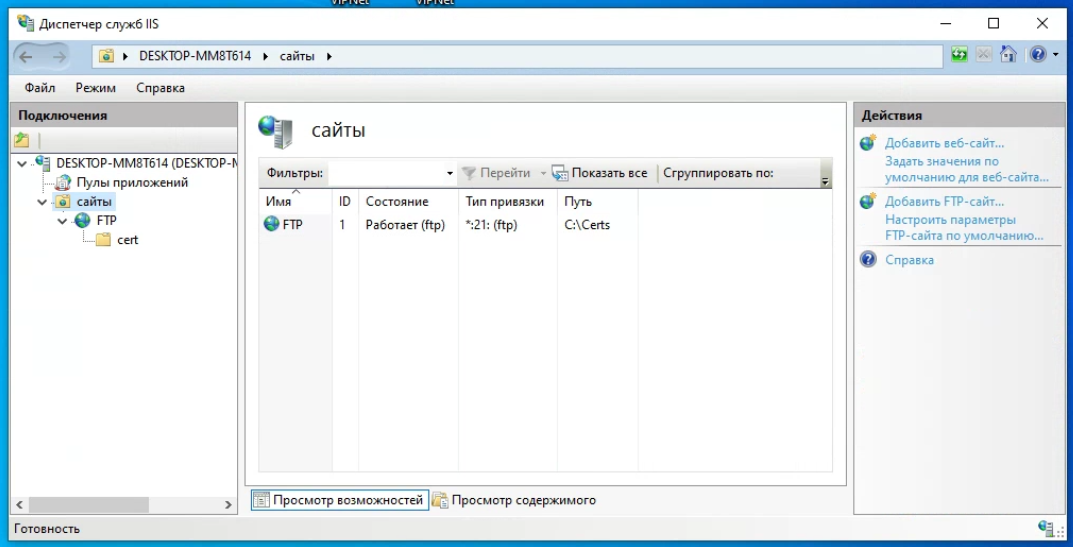 ViPNet ViPNet
Диспетчер служб IIS
DESKTOP-MM8T614 сайты
Файл Режим Справка
Подключения
DESKTOP-MM8T614 (DESKTOP-M
Пулы приложений
сайты
FTP
cert
сайты
Фильтры: Перейти Показать все Сгруппировать по:
Имя ID Состояние Тип привязки Путь
FTP 1 Работает (ftp) *:21: (ftp) C:\Certs
Просмотр возможностей Просмотр содержимого
Действия
Добавить веб-сайт...
Задать значения по
умолчанию для веб-сайта...
Добавить FTP-сайт...
Настроить параметры
FTP-сайта по умолчанию...
Справка
Готовность